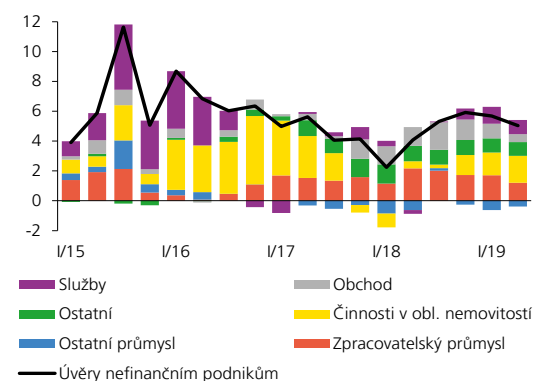 12
10
8
6
4
2
0
-2
I/15 I/16 I/17 I/18 I/19
Služby Obchod
Ostatní Činnosti v obl. nemovitostí
Ostatní průmysl Zpracovatelský průmysl
Úvěry nefinančním podnikům